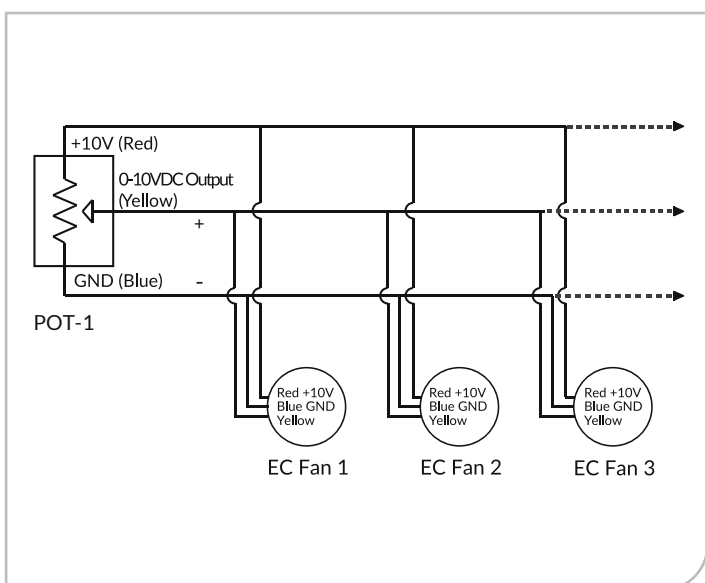 +10V (Red)
0-10VDC Output
(Yellow)
+
GND (Blue)
-
POT-1
Red +10V
Blue GND
Yellow
EC Fan 1
Red +10V
Blue GND
Yellow
EC Fan 2
Red +10V
Blue GND
Yellow
EC Fan 3